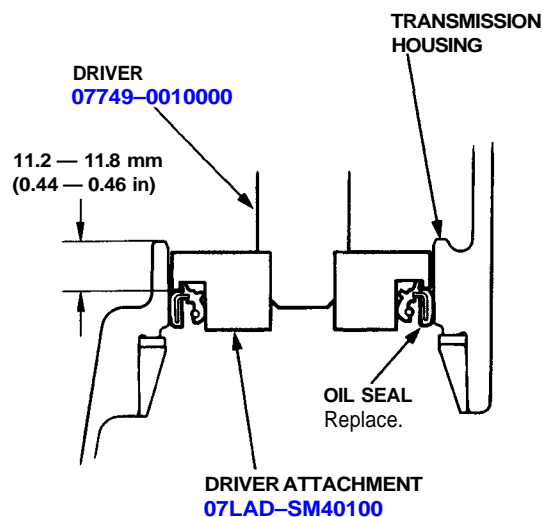 TRANSMISSION
HOUSING
DRIVER
07749–0010000
11.2 — 11.8 mm
(0.44 — 0.46 in)
OIL SEAL
Replace.
DRIVER ATTACHMENT
07LAD–SM40100